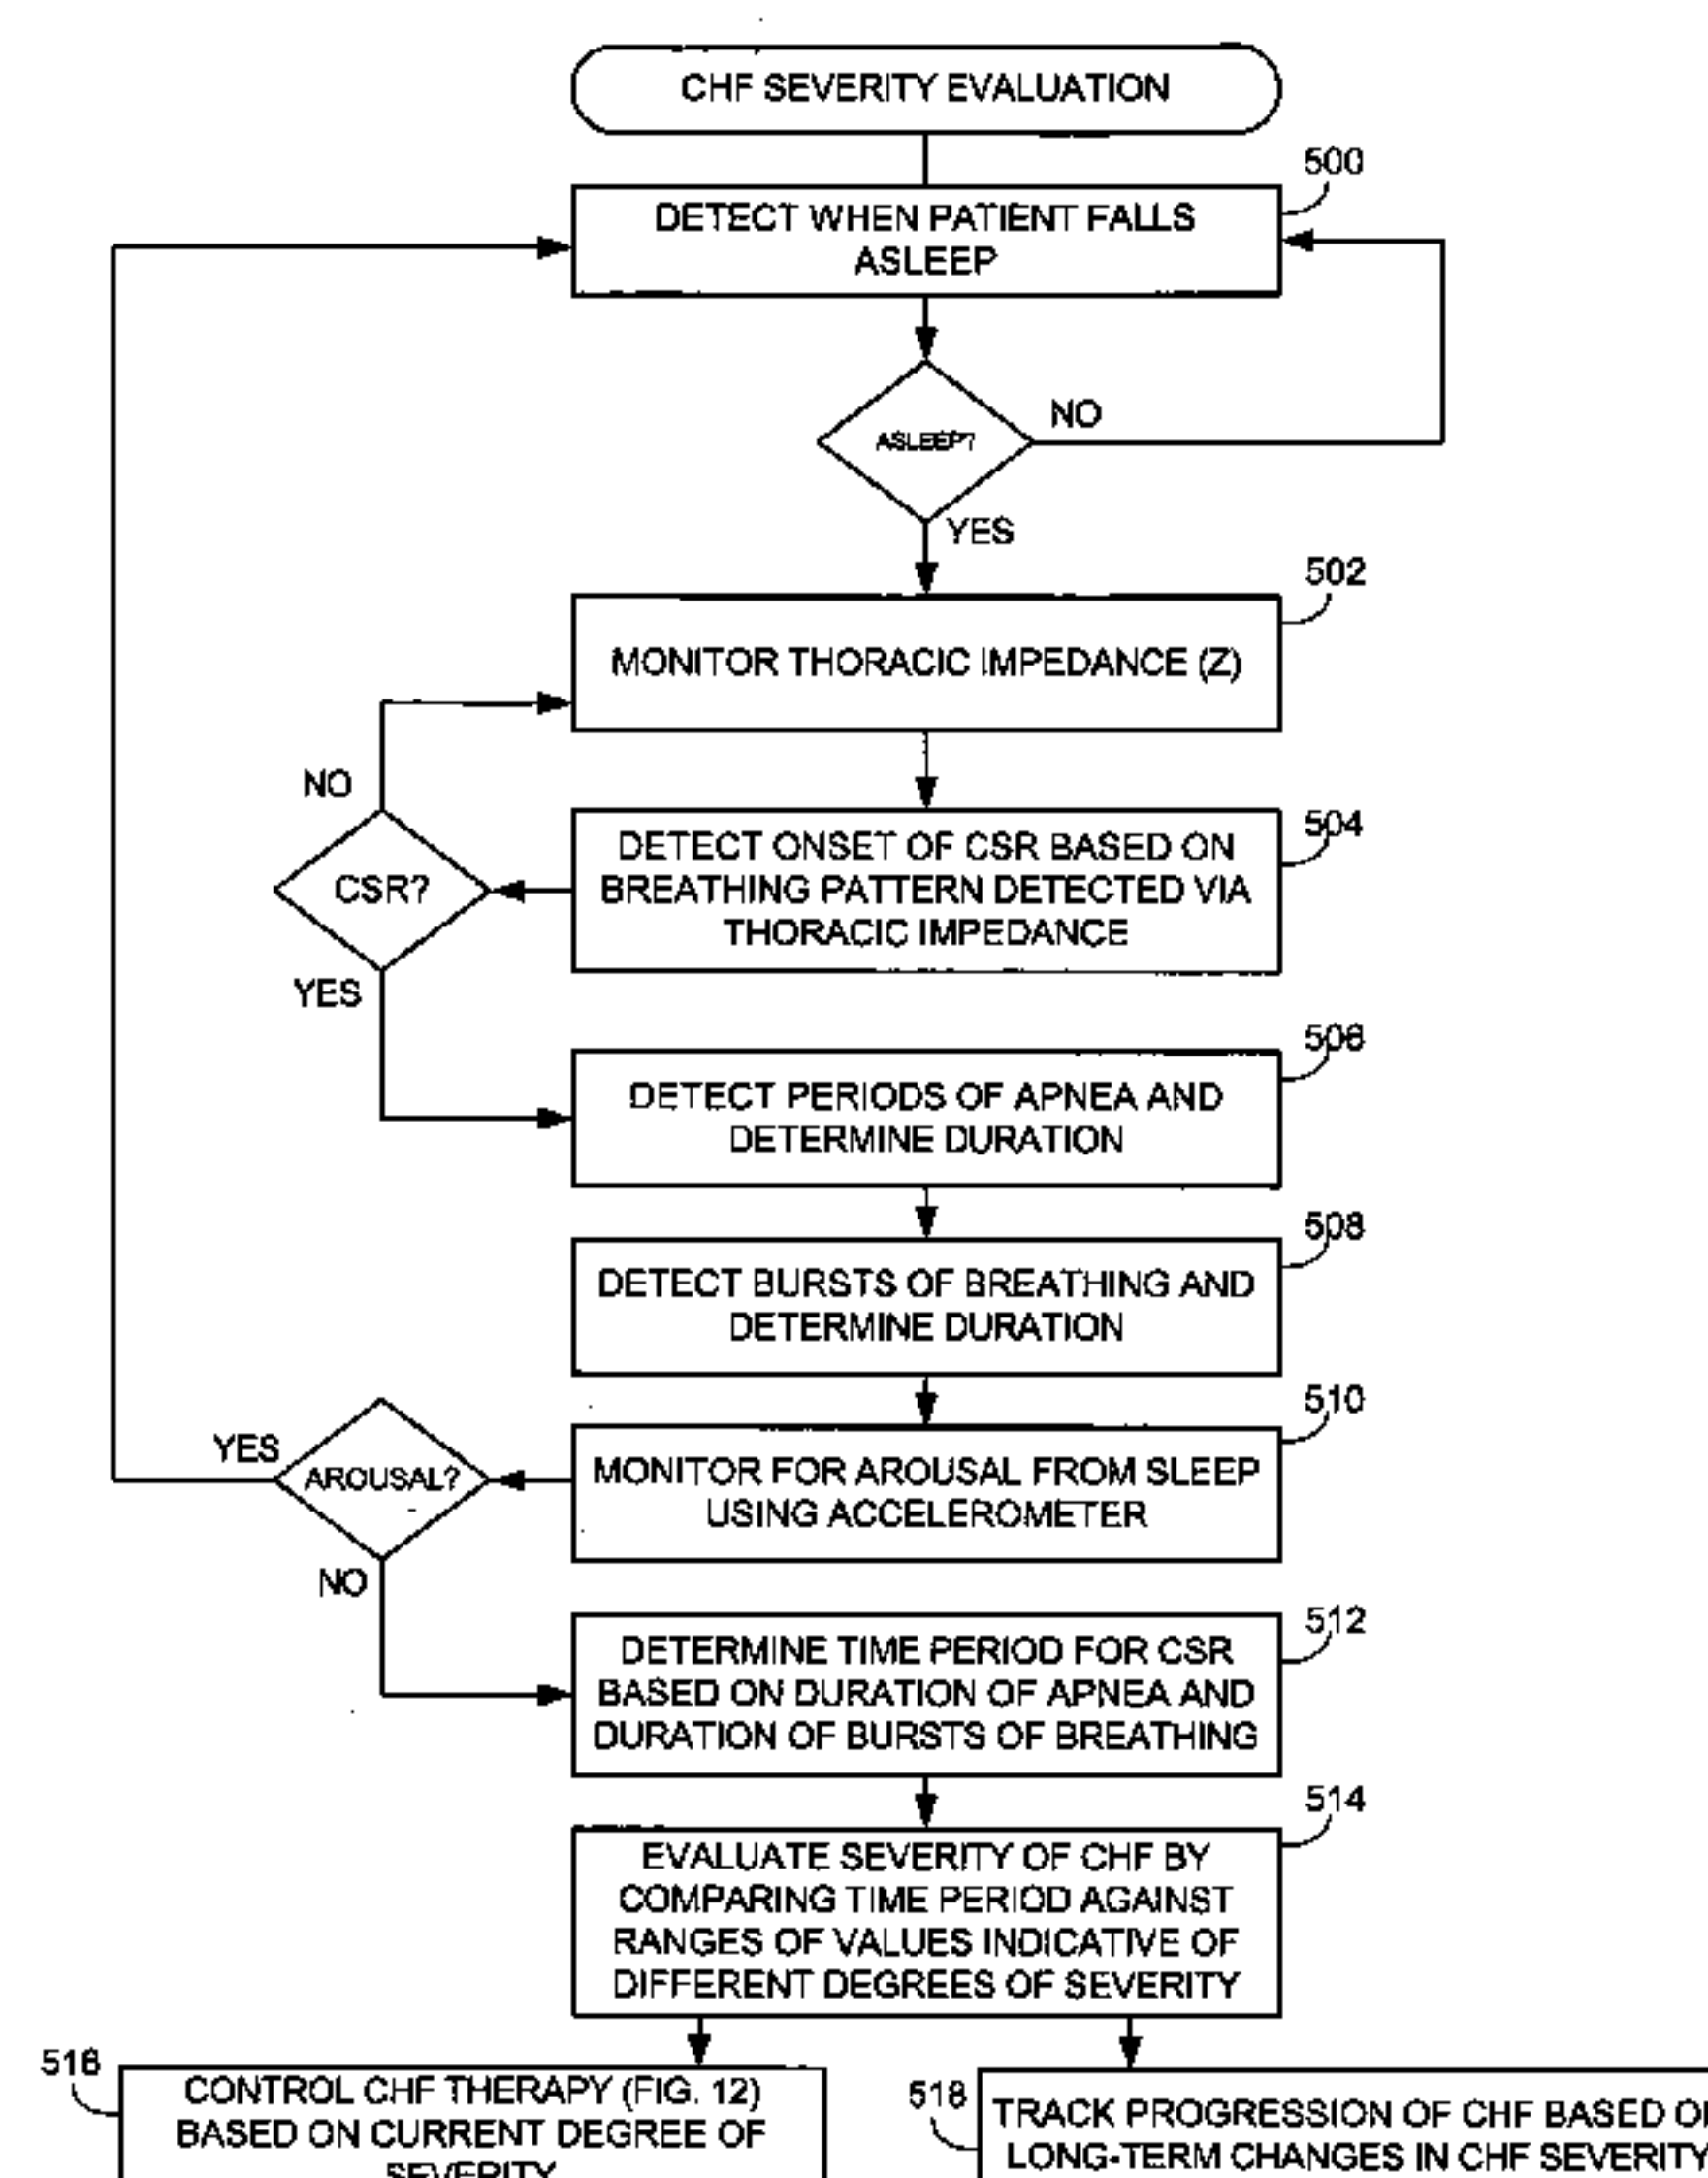 CHF SEVERITY EVALUATION
500
DETECT WHEN PATIENT FALLS
ASLEEP
ASLEEP?
NO
YES
502
MONITOR THORACIC IMPEDANCE (Z)
NO
504
DETECT ONSET OF CSR BASED ON
BREATHING PATTERN DETECTED VIA
THORACIC IMPEDANCE
CSR?
YES
506
DETECT PERIODS OF APNEA AND
DETERMINE DURATION
508
DETECT BURSTS OF BREATHING AND
DETERMINE DURATION
510
MONITOR FOR AROUSAL FROM SLEEP
USING ACCELEROMETER
YES
AROUSAL?
NO
512
DETERMINE TIME PERIOD FOR CSR
BASED ON DURATION OF APNEA AND
DURATION OF BURSTS OF BREATHING
514
EVALUATE SEVERITY OF CHF BY
COMPARING TIME PERIOD AGAINST
RANGES OF VALUES INDICATIVE OF
DIFFERENT DEGREES OF SEVERITY
516
CONTROL CHF THERAPY (FIG. 12)
BASED ON CURRENT DEGREE OF
SEVERITY
518
TRACK PROGRESSION OF CHF BASED ON
LONG-TERM CHANGES IN CHF SEVERITY